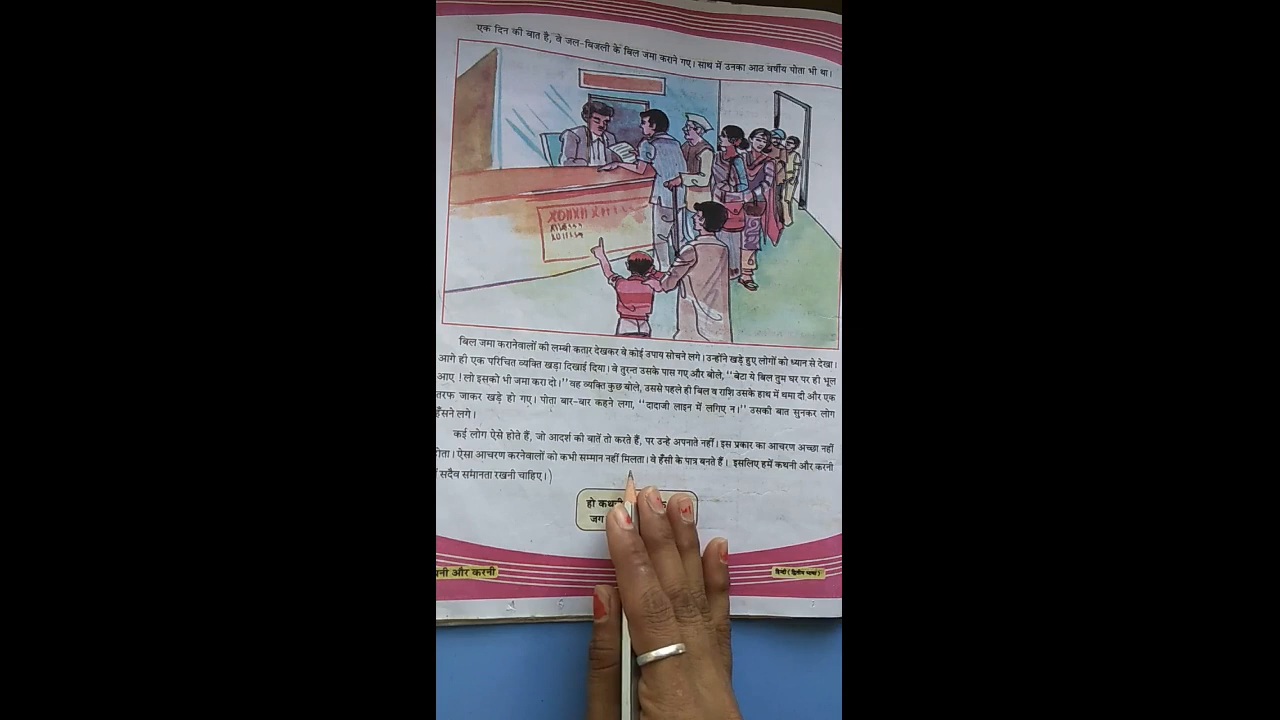 एक दिन की बात है, वे जल-बिजली के बिल जमा कराने गए। साथ में उनका आठ वर्षीय पोता भी था।
बिल जमा करानेवालों की लम्बी कतार देखकर वे कोई उपाय सोचने लगे। उन्होंने खड़े हुए लोगों को ध्यान से देखा।
आगे ही एक परिचित व्यक्ति खड़ा दिखाई दिया। वे तुरन्त उसके पास गए और बोले, ‘‘बेटा ये बिल तुम घर पर ही भूल
आए ! लो इसको भी जमा करा दो।’’ वह व्यक्ति कुछ बोले, उससे पहले ही बिल व राशि उसके हाथ में थमा दी और एक
तरफ जाकर खड़े हो गए। पोता बार-बार कहने लगा, ‘‘दादाजी लाइन में लगिए न।’’ उसकी बात सुनकर लोग
हँसने लगे।
कई लोग ऐसे होते हैं, जो आदर्श की बातें तो करते हैं, पर उन्हें अपनाते नहीं। इस प्रकार का आचरण अच्छा नहीं
होता। ऐसा आचरण करनेवालों को कभी सम्मान नहीं मिलता। वे हँसी के पात्र बनते हैं। इसलिए हमें कथनी और करनी
सदैव समानता रखनी चाहिए।)
हो
जग
और करनी
हिन्दी (द्वितीय भाषा)